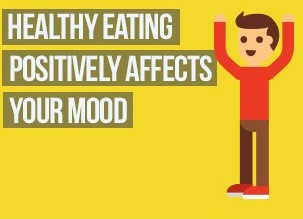 HEALTHY EATING
POSITIVELY AFFECTS
YOUR MOOD